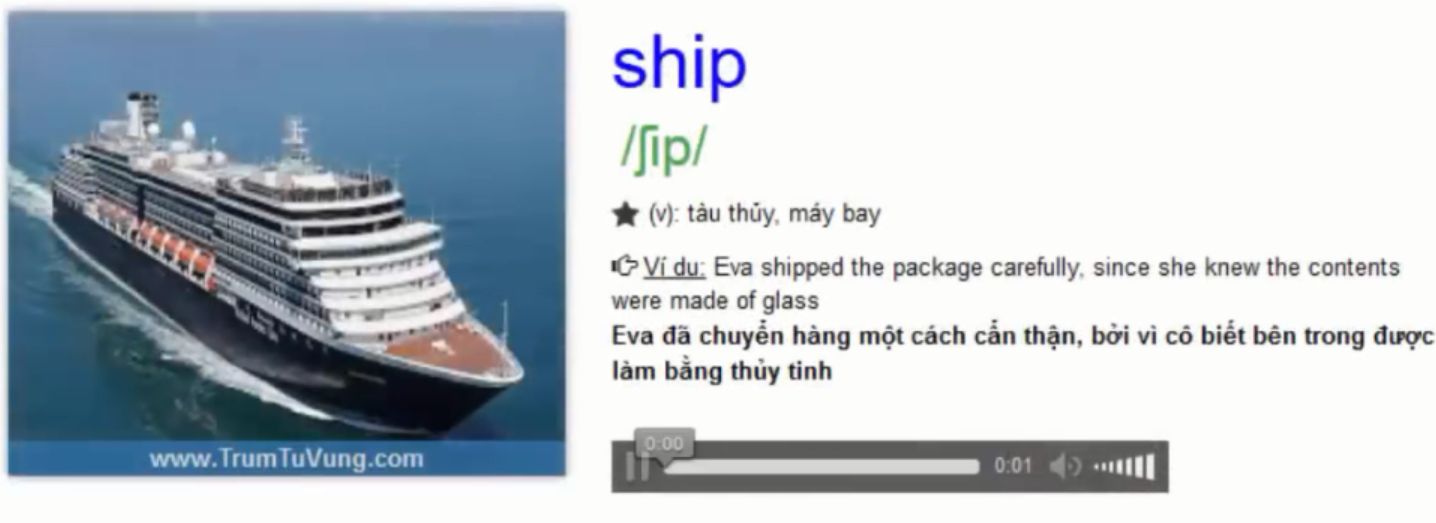 ship
/ʃip/
★ (v): tàu thủy, máy bay
Ví du: Eva shipped the package carefully, since she knew the contents
were made of glass
Eva đã chuyển hàng một cách cẩn thận, bởi vì cô biết bên trong được
làm bằng thủy tinh
www.TrumTuVung.com
0:00
0:01